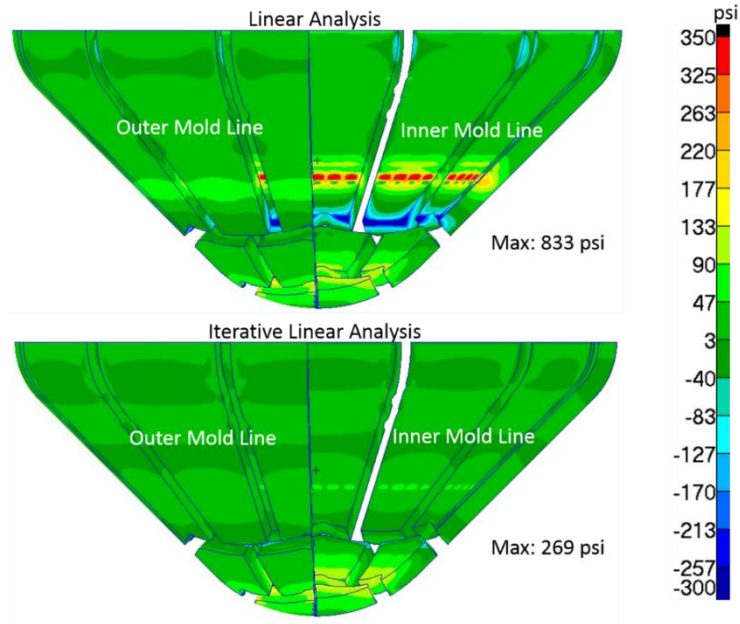 Linear Analysis
psi
Outer Mold Line
Inner Mold Line
Max: 833 psi
350
325
263
220
177
133
90
47
3
-40
-83
-127
-170
-213
-257
-300
Iterative Linear Analysis
Outer Mold Line
Inner Mold Line
Max: 269 psi